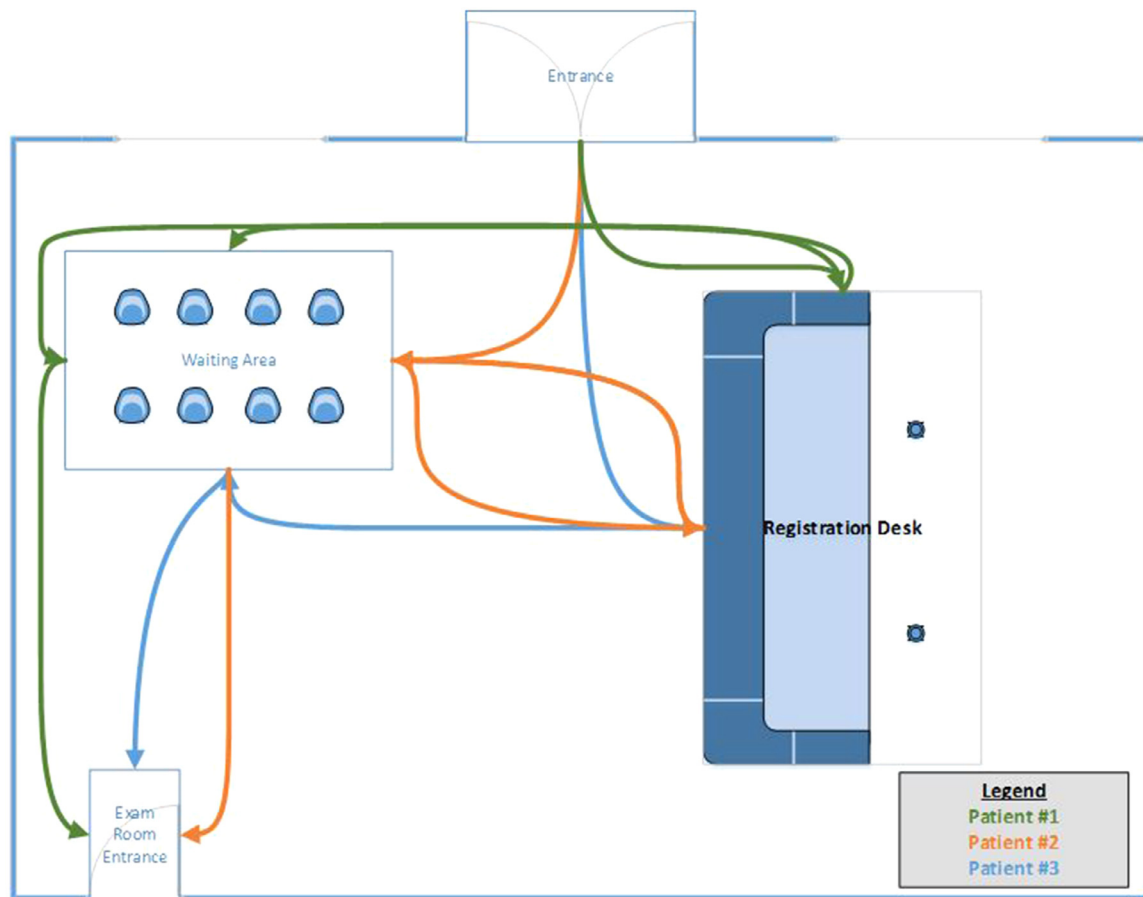 Entrance
Waiting Area
Registration Desk
Exam
Room
Entrance
Legend
Patient #1
Patient #2
Patient #3